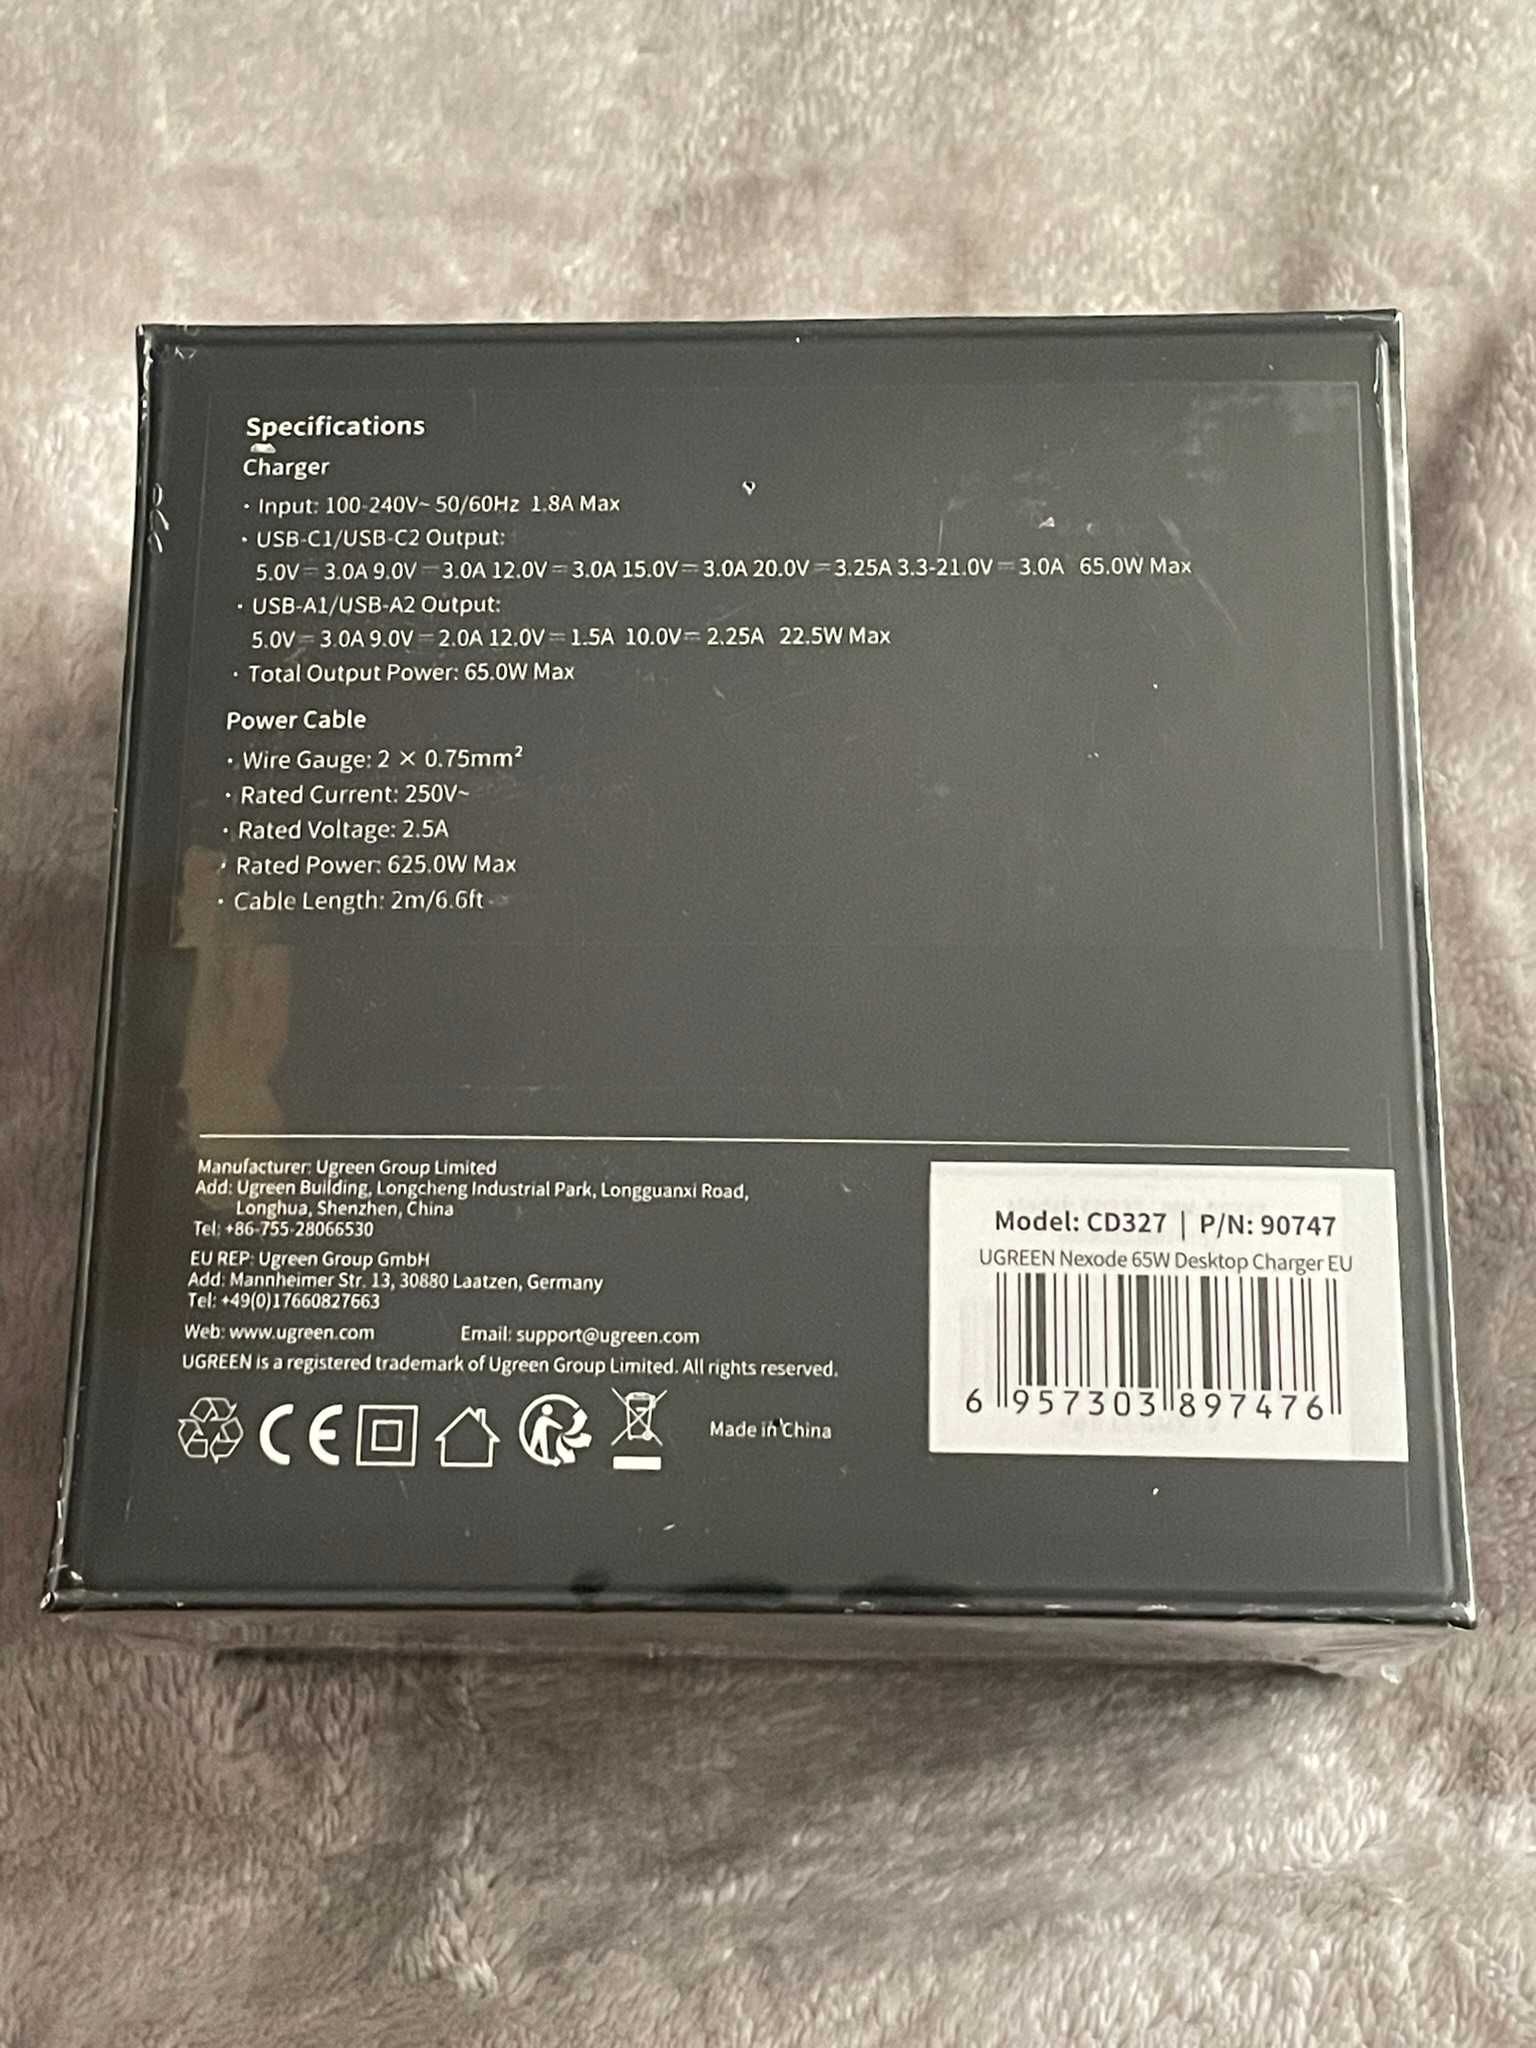 Specifications
Charger
· Input: 100-240V~ 50/60Hz 1.8A Max
· USB-C1/USB-C2 Output:
5.0V⎓3.0A 9.0V⎓3.0A 12.0V⎓3.0A 15.0V⎓3.0A 20.0V⎓3.25A 3.3-21.0V⎓3.0A 65.0W Max
· USB-A1/USB-A2 Output:
5.0V⎓3.0A 9.0V⎓2.0A 12.0V⎓1.5A 10.0V⎓2.25A 22.5W Max
· Total Output Power: 65.0W Max
Power Cable
· Wire Gauge: 2 × 0.75mm²
· Rated Current: 250V~
· Rated Voltage: 2.5A
· Rated Power: 625.0W Max
· Cable Length: 2m/6.6ft
Manufacturer: Ugreen Group Limited
Add: Ugreen Building, Longcheng Industrial Park, Longguanxi Road,
Longhua, Shenzhen, China
Tel: +86-755-28066530
EU REP: Ugreen Group GmbH
Add: Mannheimer Str. 13, 30880 Laatzen, Germany
Tel: +49(0)17660827663
Web: www.ugreen.com Email: support@ugreen.com
UGREEN is a registered trademark of Ugreen Group Limited. All rights reserved.
CE Made in China
Model: CD327 | P/N: 90747
UGREEN Nexode 65W Desktop Charger EU
6 957303 897476